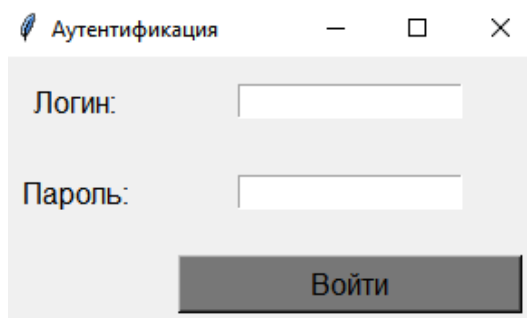 Аутентификация
Логин:
Пароль:
Войти